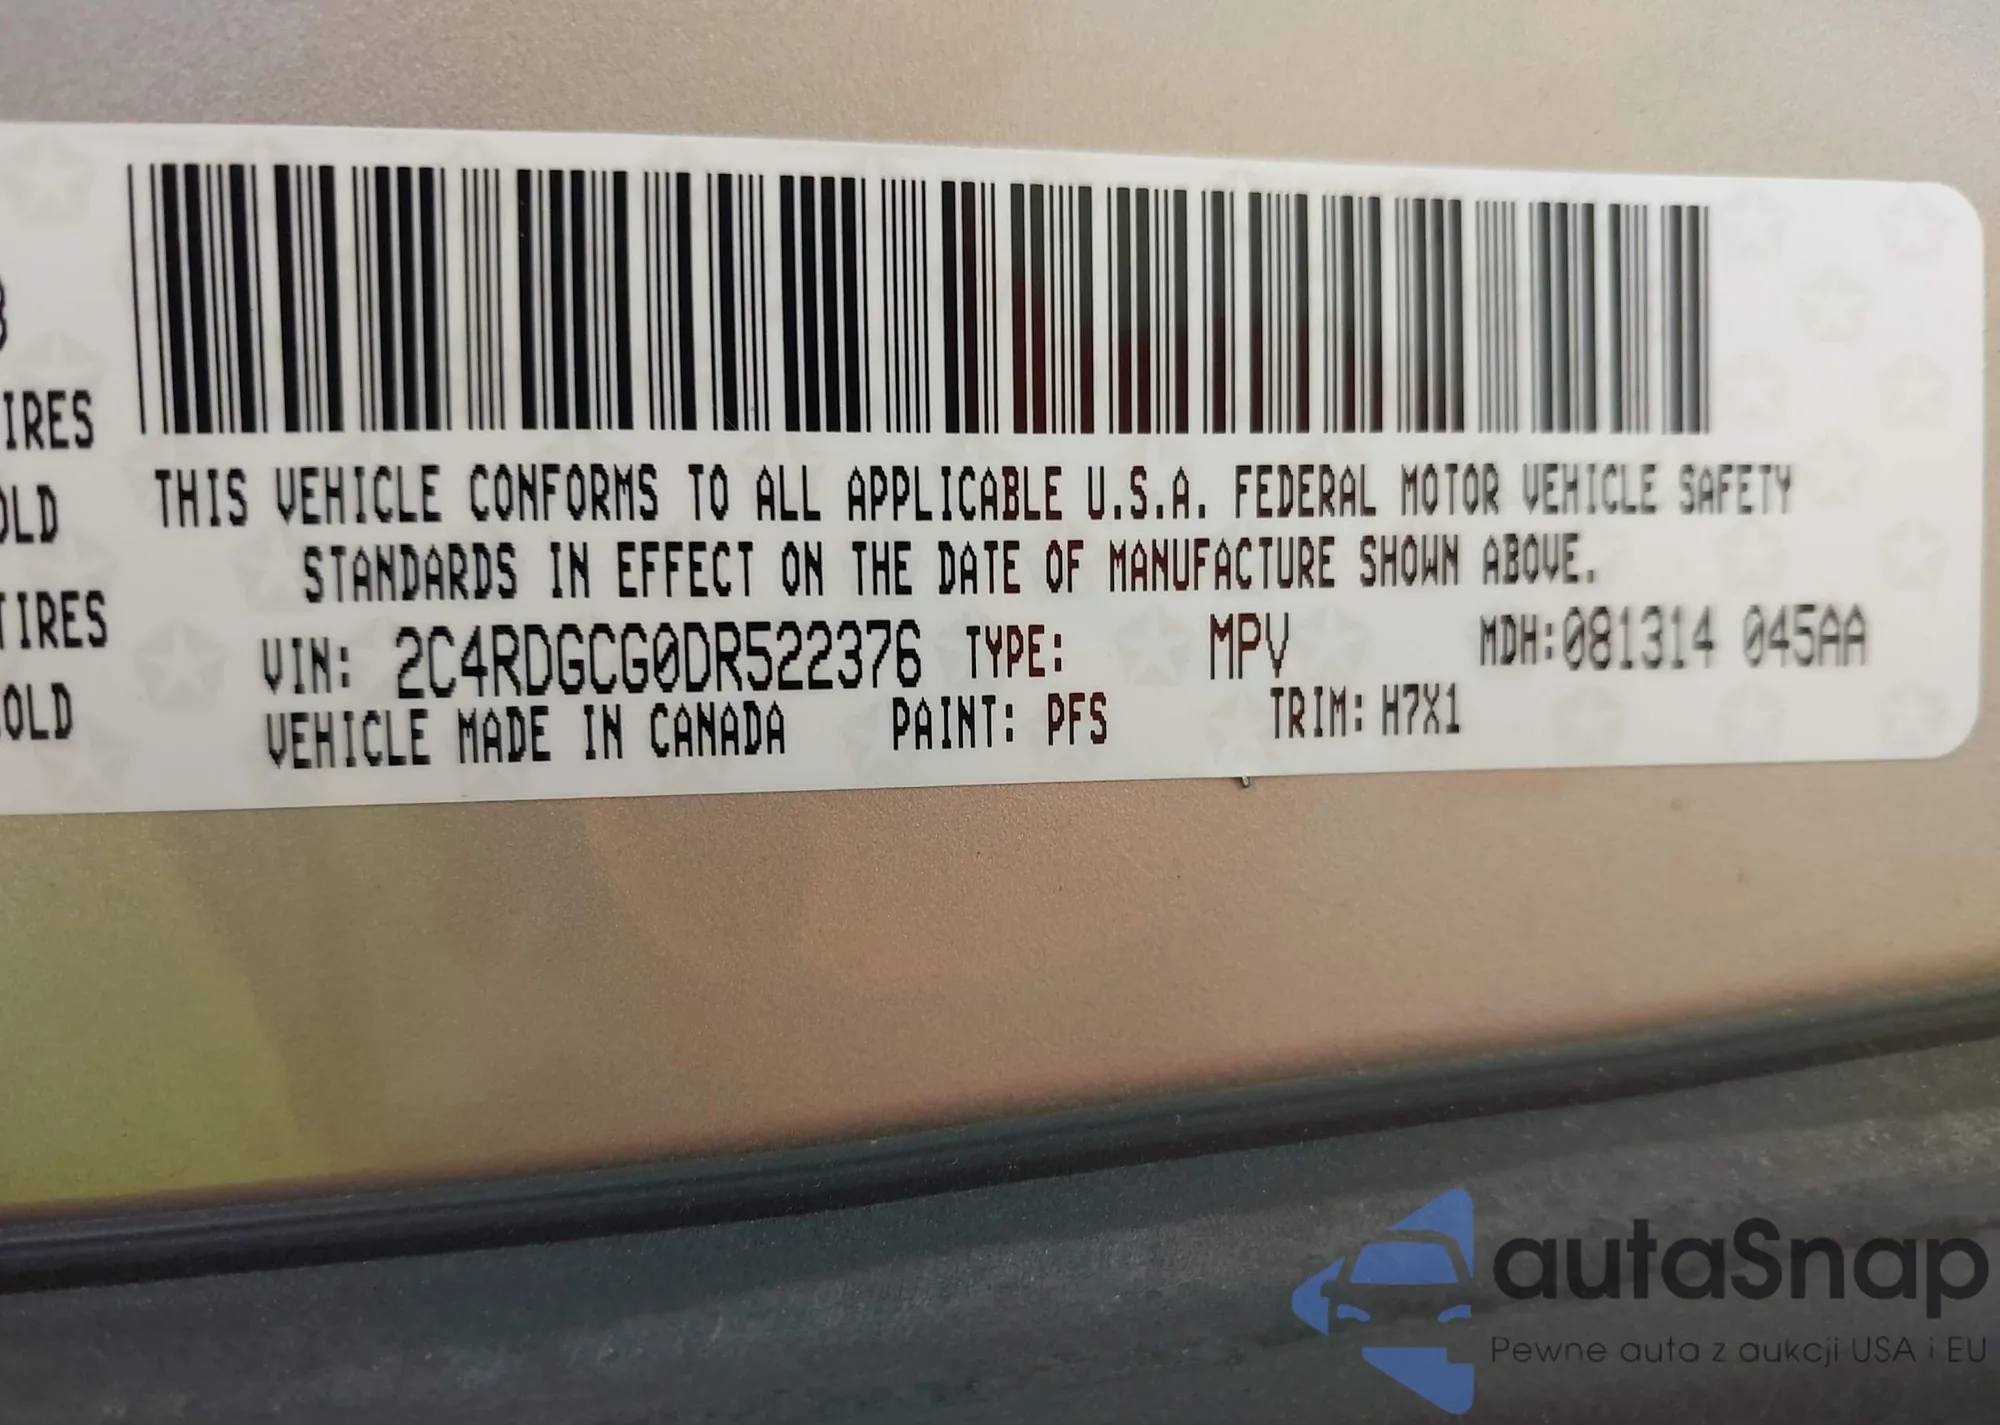 IRES
OLD
TIRES
OLD
THIS VEHICLE CONFORMS TO ALL APPLICABLE U.S.A. FEDERAL MOTOR VEHICLE SAFETY
STANDARDS IN EFFECT ON THE DATE OF MANUFACTURE SHOWN ABOVE.
VIN: 2C4RDGCG0DR522376 TYPE: MPV MDH:081314 045AA
VEHICLE MADE IN CANADA PAINT: PFS TRIM: H7X1
autaSnap
Pewne auta z aukcji USA i EU